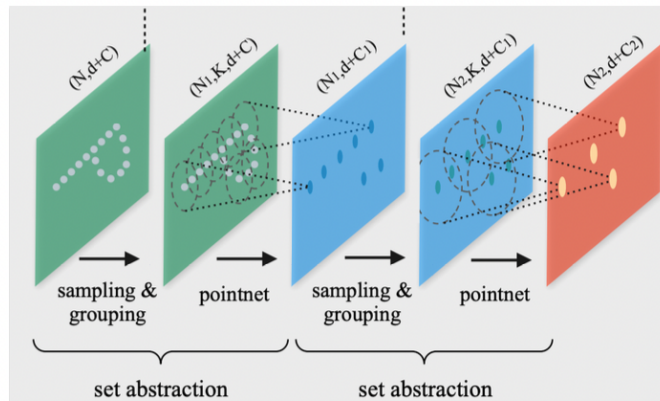 (N,d+C)
(N1,K,d+C)
(N1,d+C1)
(N2,K,d+C1)
(N2,d+C2)
sampling &
grouping
pointnet
sampling &
grouping
pointnet
set abstraction
set abstraction